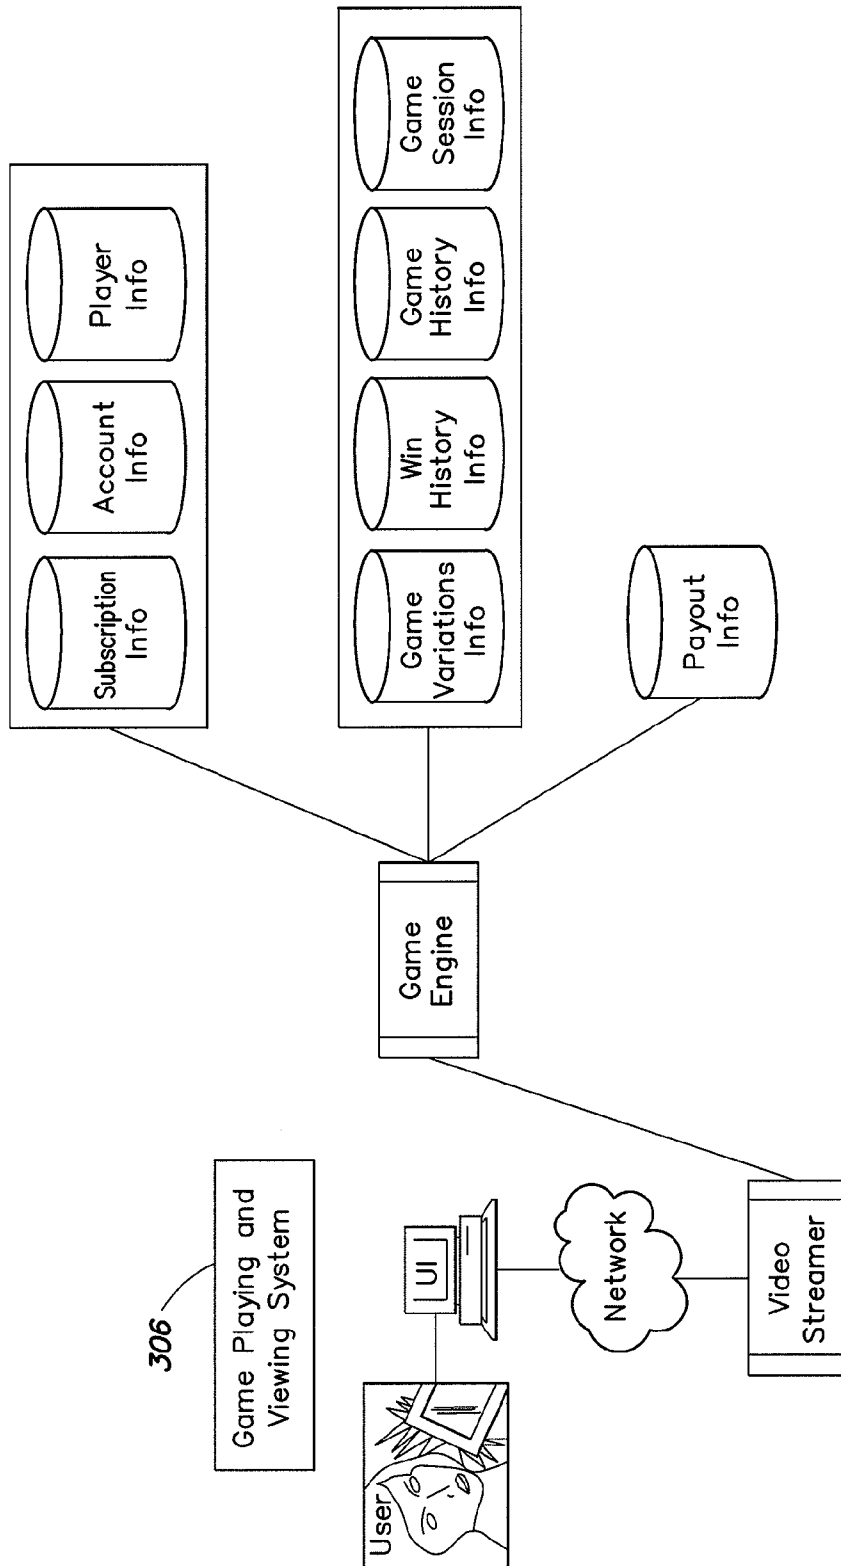 306
Game Playing and
Viewing System
User
UI
Network
Video
Streamer
Game
Engine
Subscription
Info
Account
Info
Player
Info
Game
Variations
Info
Win
History
Info
Game
History
Info
Game
Session
Info
Payout
Info